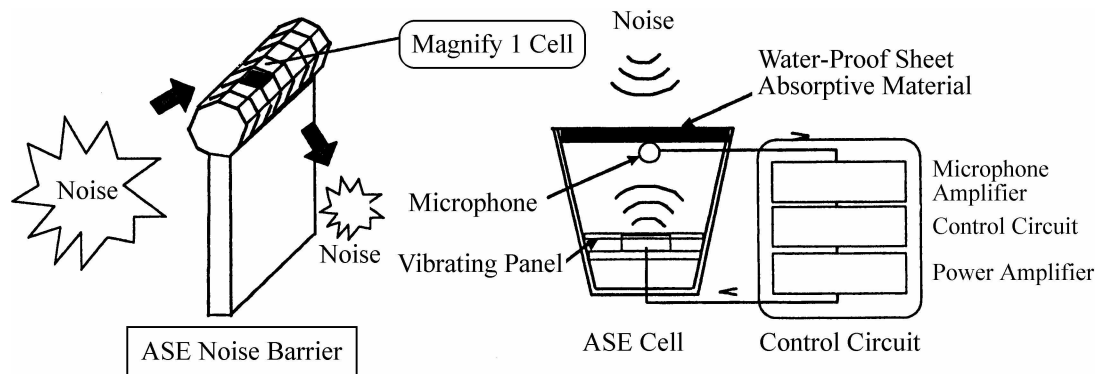 Magnify 1 Cell
Noise
Noise
ASE Noise Barrier
Noise
Water-Proof Sheet
Absorptive Material
Microphone
Vibrating Panel
ASE Cell
Microphone
Amplifier
Control Circuit
Power Amplifier
Control Circuit